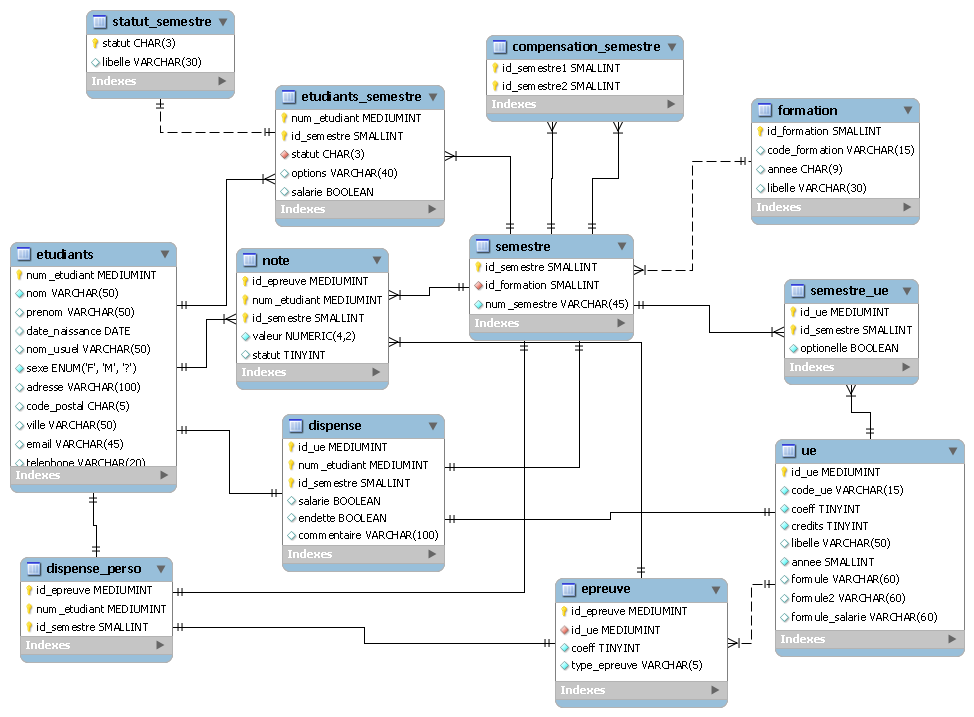 statut_semestre
statut CHAR(3)
libelle VARCHAR(30)
Indexes
etudiants_semestre
num_etudiant MEDIUMINT
id_semestre SMALLINT
statut CHAR(3)
options VARCHAR(40)
salarie BOOLEAN
Indexes
compensation_semestre
id_semestre1 SMALLINT
id_semestre2 SMALLINT
Indexes
formation
id_formation SMALLINT
code_formation VARCHAR(15)
annee CHAR(9)
libelle VARCHAR(30)
Indexes
etudiants
num_etudiant MEDIUMINT
nom VARCHAR(50)
prenom VARCHAR(50)
date_naissance DATE
nom_usuel VARCHAR(50)
sexe ENUM('F', 'M', '?')
adresse VARCHAR(100)
code_postal CHAR(5)
ville VARCHAR(50)
email VARCHAR(45)
telephone VARCHAR(20)
Indexes
note
id_epreuve MEDIUMINT
num_etudiant MEDIUMINT
id_semestre SMALLINT
valeur NUMERIC(4,2)
statut TINYINT
Indexes
semestre
id_semestre SMALLINT
id_formation SMALLINT
num_semestre VARCHAR(45)
Indexes
semestre_ue
id_ue MEDIUMINT
id_semestre SMALLINT
optionelle BOOLEAN
Indexes
dispense
id_ue MEDIUMINT
num_etudiant MEDIUMINT
id_semestre SMALLINT
salarie BOOLEAN
endette BOOLEAN
commentaire VARCHAR(100)
Indexes
ue
id_ue MEDIUMINT
code_ue VARCHAR(15)
coeff TINYINT
credits TINYINT
libelle VARCHAR(50)
annee SMALLINT
formule VARCHAR(60)
formule2 VARCHAR(60)
formule_salarie VARCHAR(60)
Indexes
dispense_perso
id_epreuve MEDIUMINT
num_etudiant MEDIUMINT
id_semestre SMALLINT
Indexes
epreuve
id_epreuve MEDIUMINT
id_ue MEDIUMINT
coeff TINYINT
type_epreuve VARCHAR(5)
Indexes